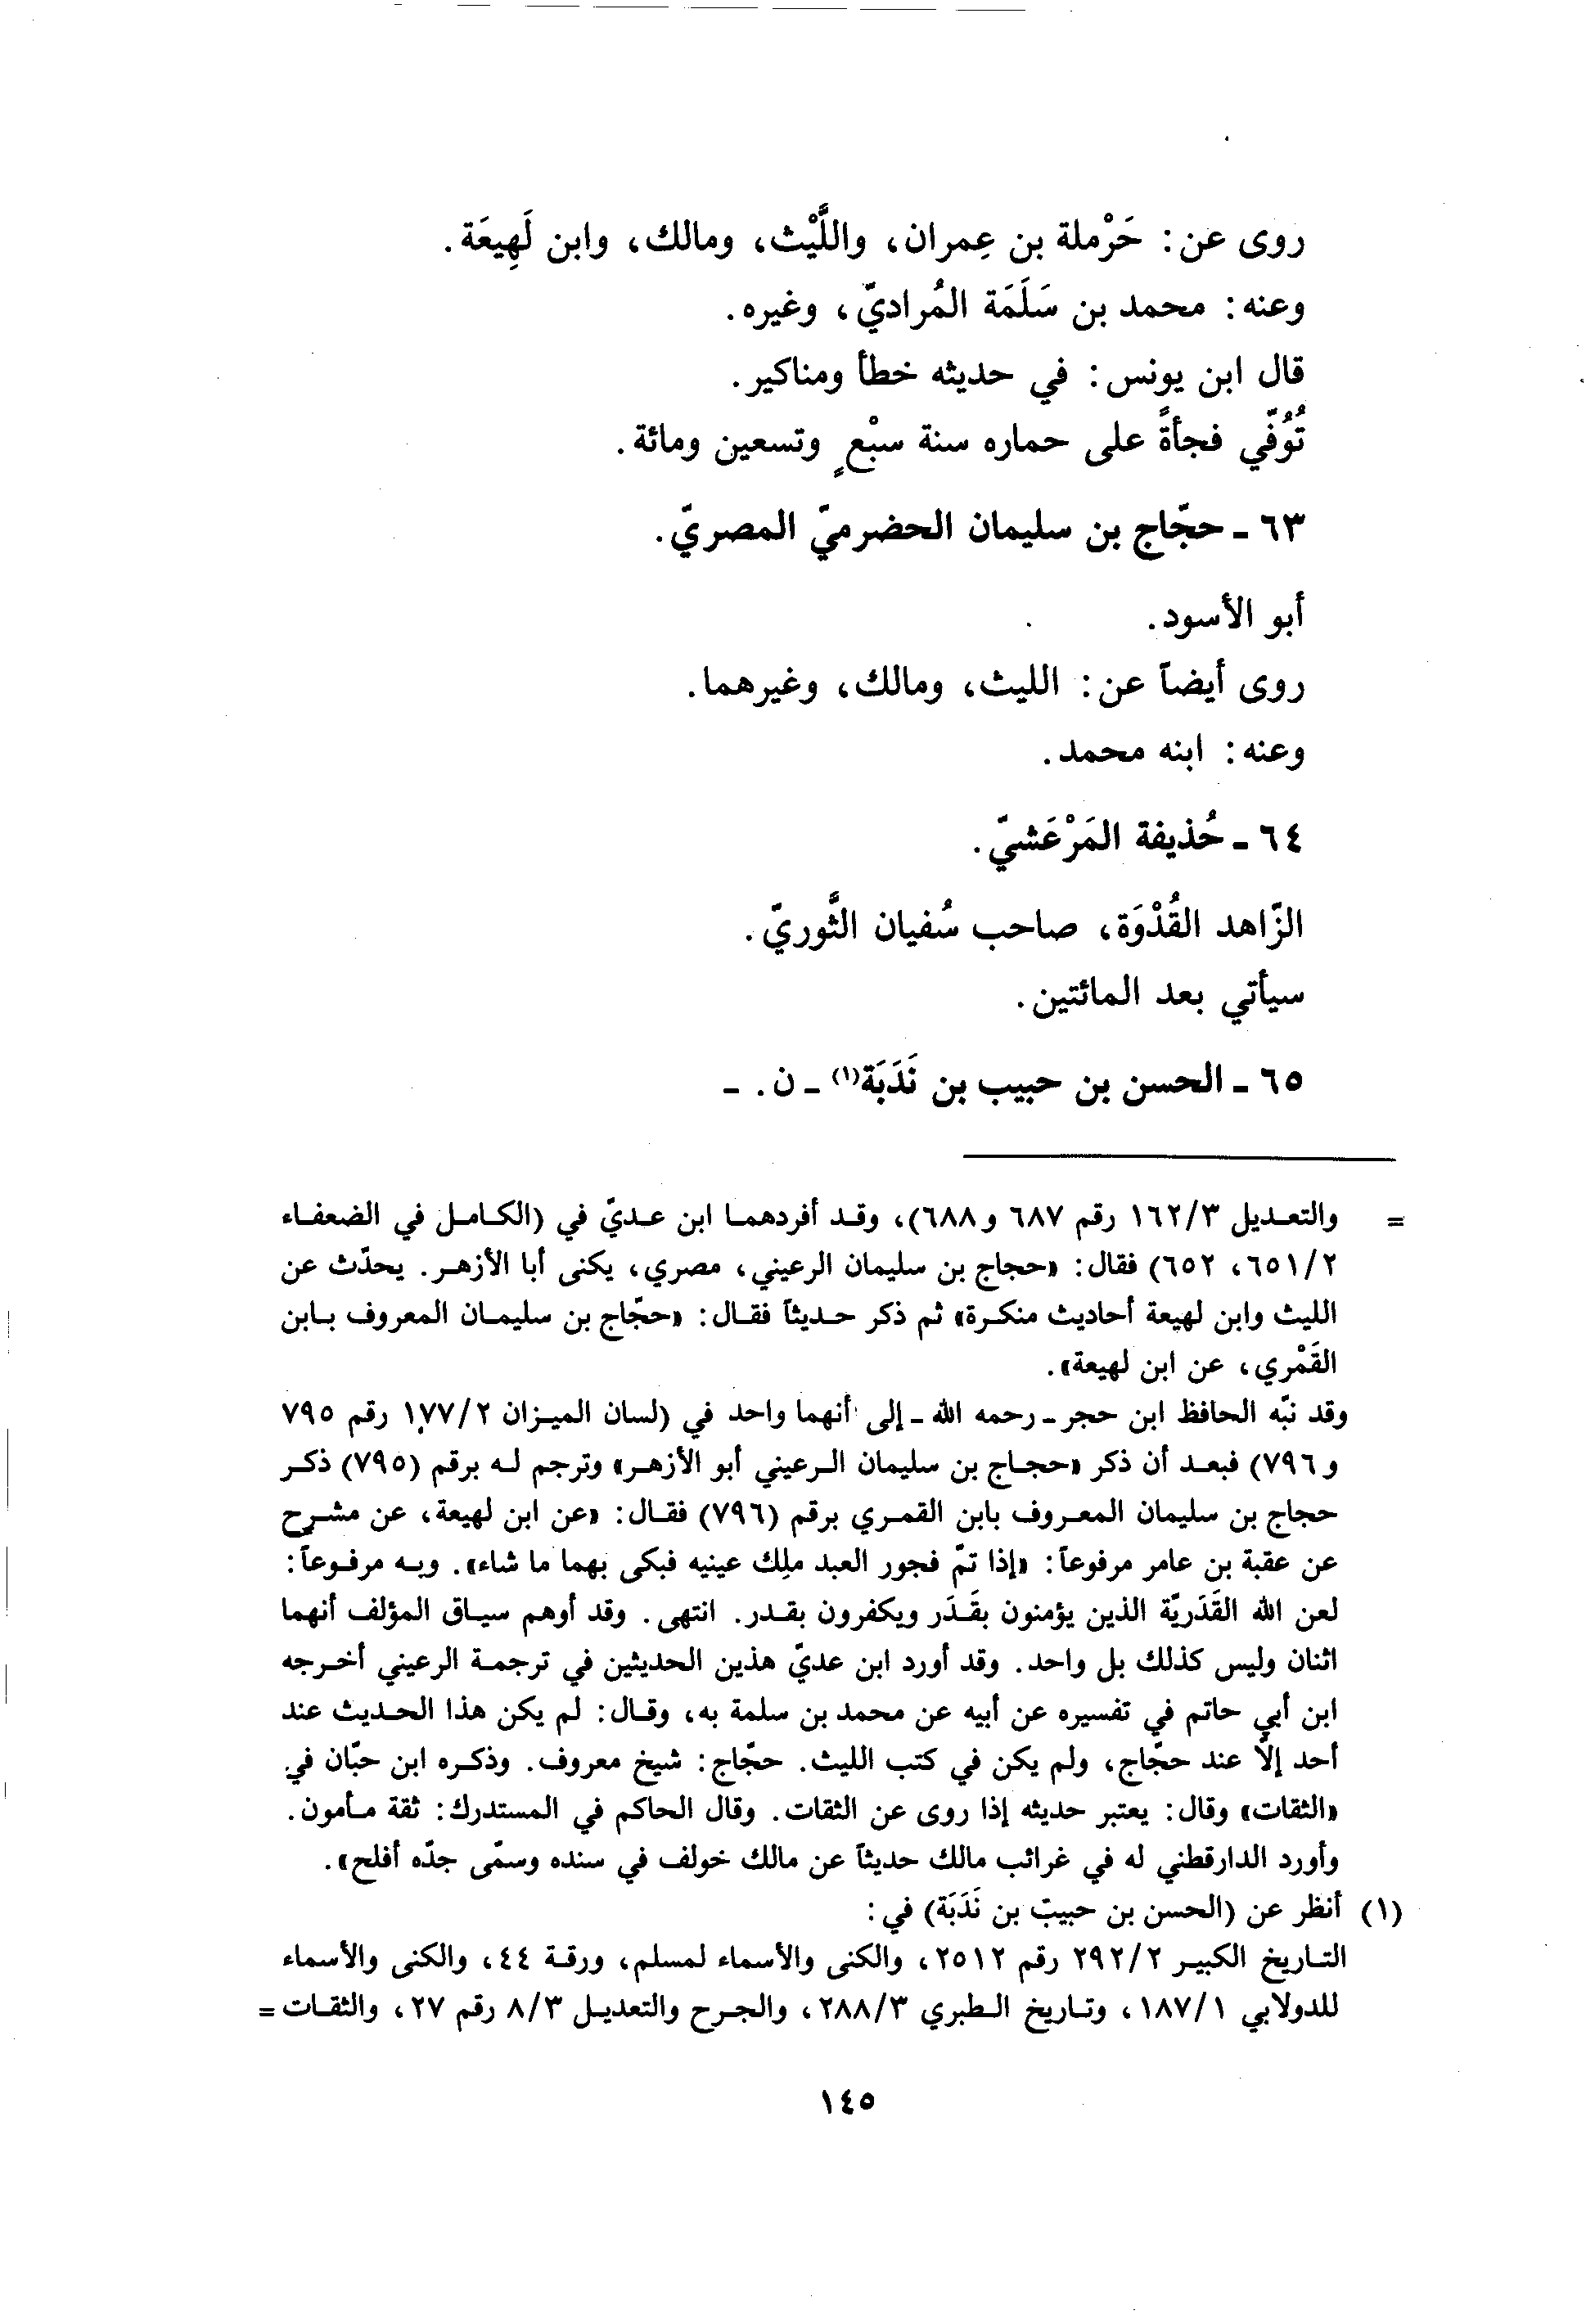 روى عن: حَرْملة بن عِمران، واللَّيْث، ومالك، وابن لَهِيعَة.
وعنه: محمد بن سَلَمَة المُراديّ، وغيره.
قال ابن يونس: في حديثه خطأ ومناكير.
تُوُفّي فجأةً على حماره سنة سبْعٍ وتسعين ومائة.
٦٣ - حجّاج بن سليمان الحضرميّ المصريّ.
أبو الأسود.
روى أيضاً عن: الليث، ومالك، وغيرهما.
وعنه: ابنه محمد.
٦٤ - حُذيفة المَرْعَشيّ.
الزّاهد القُدْوَة، صاحب سُفيان الثَّوريّ.
سيأتي بعد المائتين.
٦٥ - الحسن بن حبيب بن نَدَبَة(١) - ن. -
= والتعديل ١٦٢/٣ رقم ٦٨٧ و ٦٨٨)، وقد أفردهما ابن عديّ في (الكامل في الضعفاء
٦٥١/٢، ٦٥٢) فقال: «حجاج بن سليمان الرعيني، مصري، يكنى أبا الأزهر. يحدّث عن
الليث وابن لهيعة أحاديث منكرة» ثم ذكر حديثاً فقال: «حجّاج بن سليمان المعروف بابن
القَمْري، عن ابن لهيعة».
وقد نبّه الحافظ ابن حجر - رحمه الله - إلى أنهما واحد في (لسان الميزان ١٧٧/٢ رقم ٧٩٥
و ٧٩٦) فبعد أن ذكر «حجاج بن سليمان الرعيني أبو الأزهر» وترجم له برقم (٧٩٥) ذكر
حجاج بن سليمان المعروف بابن القمري برقم (٧٩٦) فقال: «عن ابن لهيعة، عن مشرح
عن عقبة بن عامر مرفوعاً: «إذا تمّ فجور العبد ملِك عينيه فبكى بهما ما شاء». وبه مرفوعاً:
لعن الله القَدَريّة الذين يؤمنون بقَدَر ويكفرون بقدر. انتهى. وقد أوهم سياق المؤلف أنهما
اثنان وليس كذلك بل واحد. وقد أورد ابن عديّ هذين الحديثين في ترجمة الرعيني أخرجه
ابن أبي حاتم في تفسيره عن أبيه عن محمد بن سلمة به، وقال: لم يكن هذا الحديث عند
أحد إلّا عند حجّاج، ولم يكن في كتب الليث. حجّاج: شيخ معروف. وذكره ابن حبّان في
«الثقات» وقال: يعتبر حديثه إذا روى عن الثقات. وقال الحاكم في المستدرك: ثقة مأمون.
وأورد الدارقطني له في غرائب مالك حديثاً عن مالك خولف في سنده وسمّى جدّه أفلح».
(١) أنظر عن (الحسن بن حبيب بن نَدَبَة) في:
التاريخ الكبير ٢٩٢/٢ رقم ٢٥١٢، والكنى والأسماء لمسلم، ورقة ٤٤، والكنى والأسماء
للدولابي ١٨٧/١، وتاريخ الطبري ٢٨٨/٣، والجرح والتعديل ٨/٣ رقم ٢٧، والثقات =
١٤٥